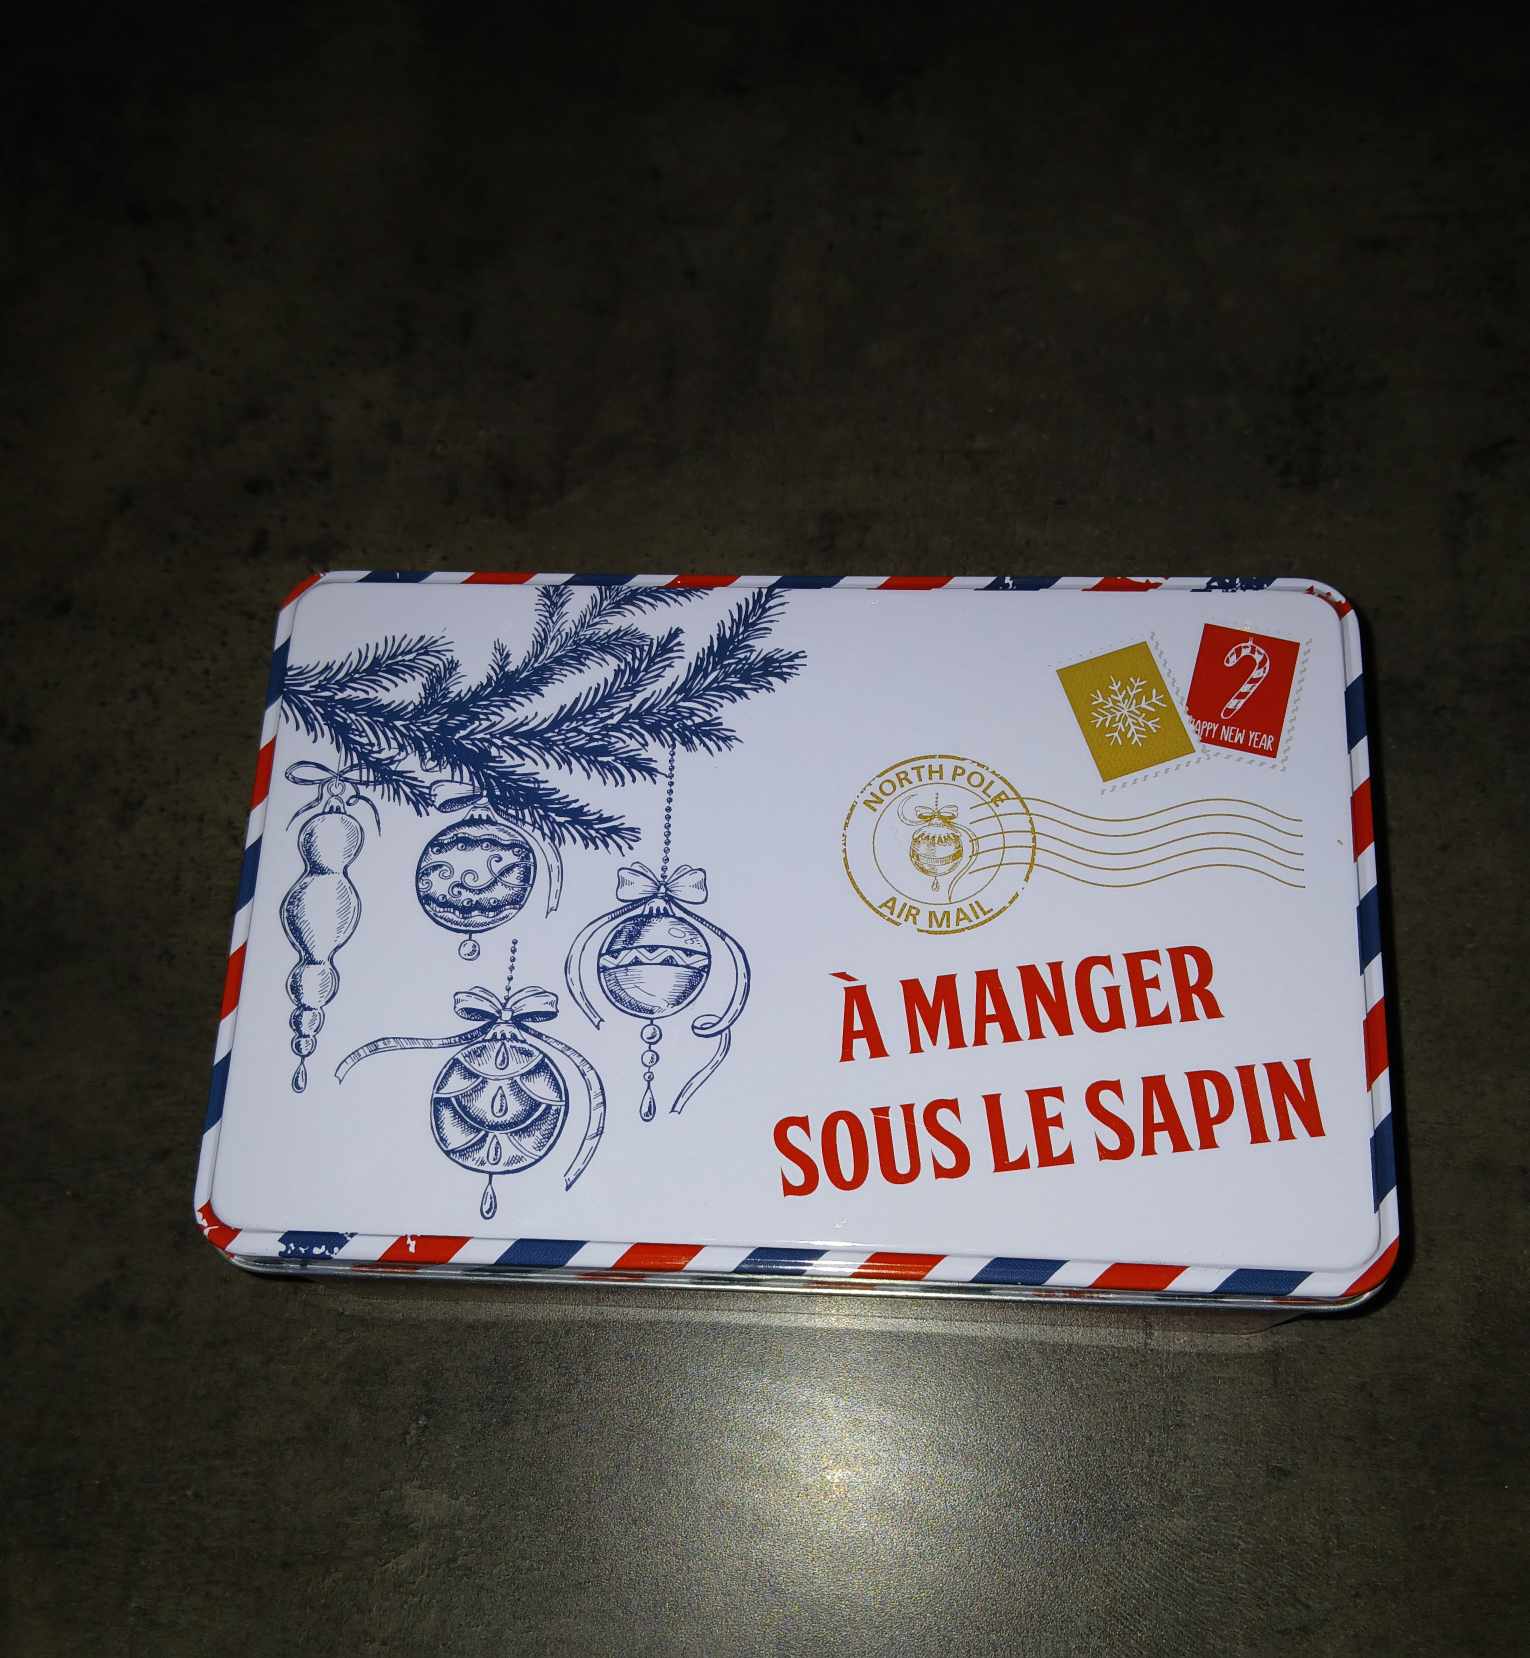 HAPPY NEW YEAR
NORTH POLE
AIR MAIL
À MANGER
SOUS LE SAPIN